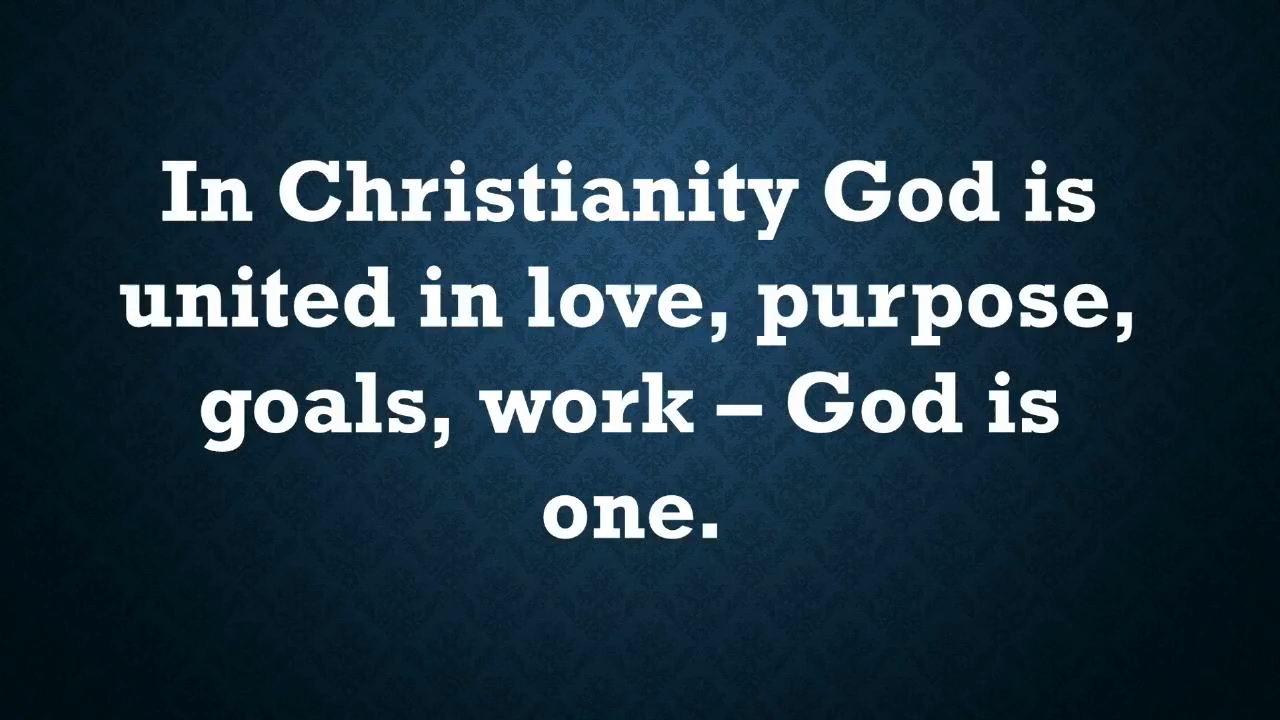 In Christianity God is
united in love, purpose,
goals, work – God is
one.